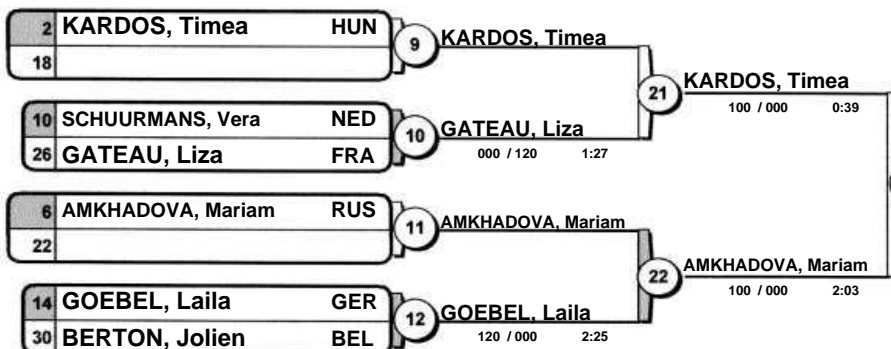 2 KARDOS, Timea HUN
18
9 KARDOS, Timea
10 SCHUURMANS, Vera NED
26 GATEAU, Liza FRA
10 GATEAU, Liza
000 / 120 1:27
21 KARDOS, Timea
100 / 000 0:39
6 AMKHADOVA, Mariam RUS
22
11 AMKHADOVA, Mariam
14 GOEBEL, Laila GER
30 BERTON, Jolien BEL
12 GOEBEL, Laila
120 / 000 2:25
22 AMKHADOVA, Mariam
100 / 000 2:03